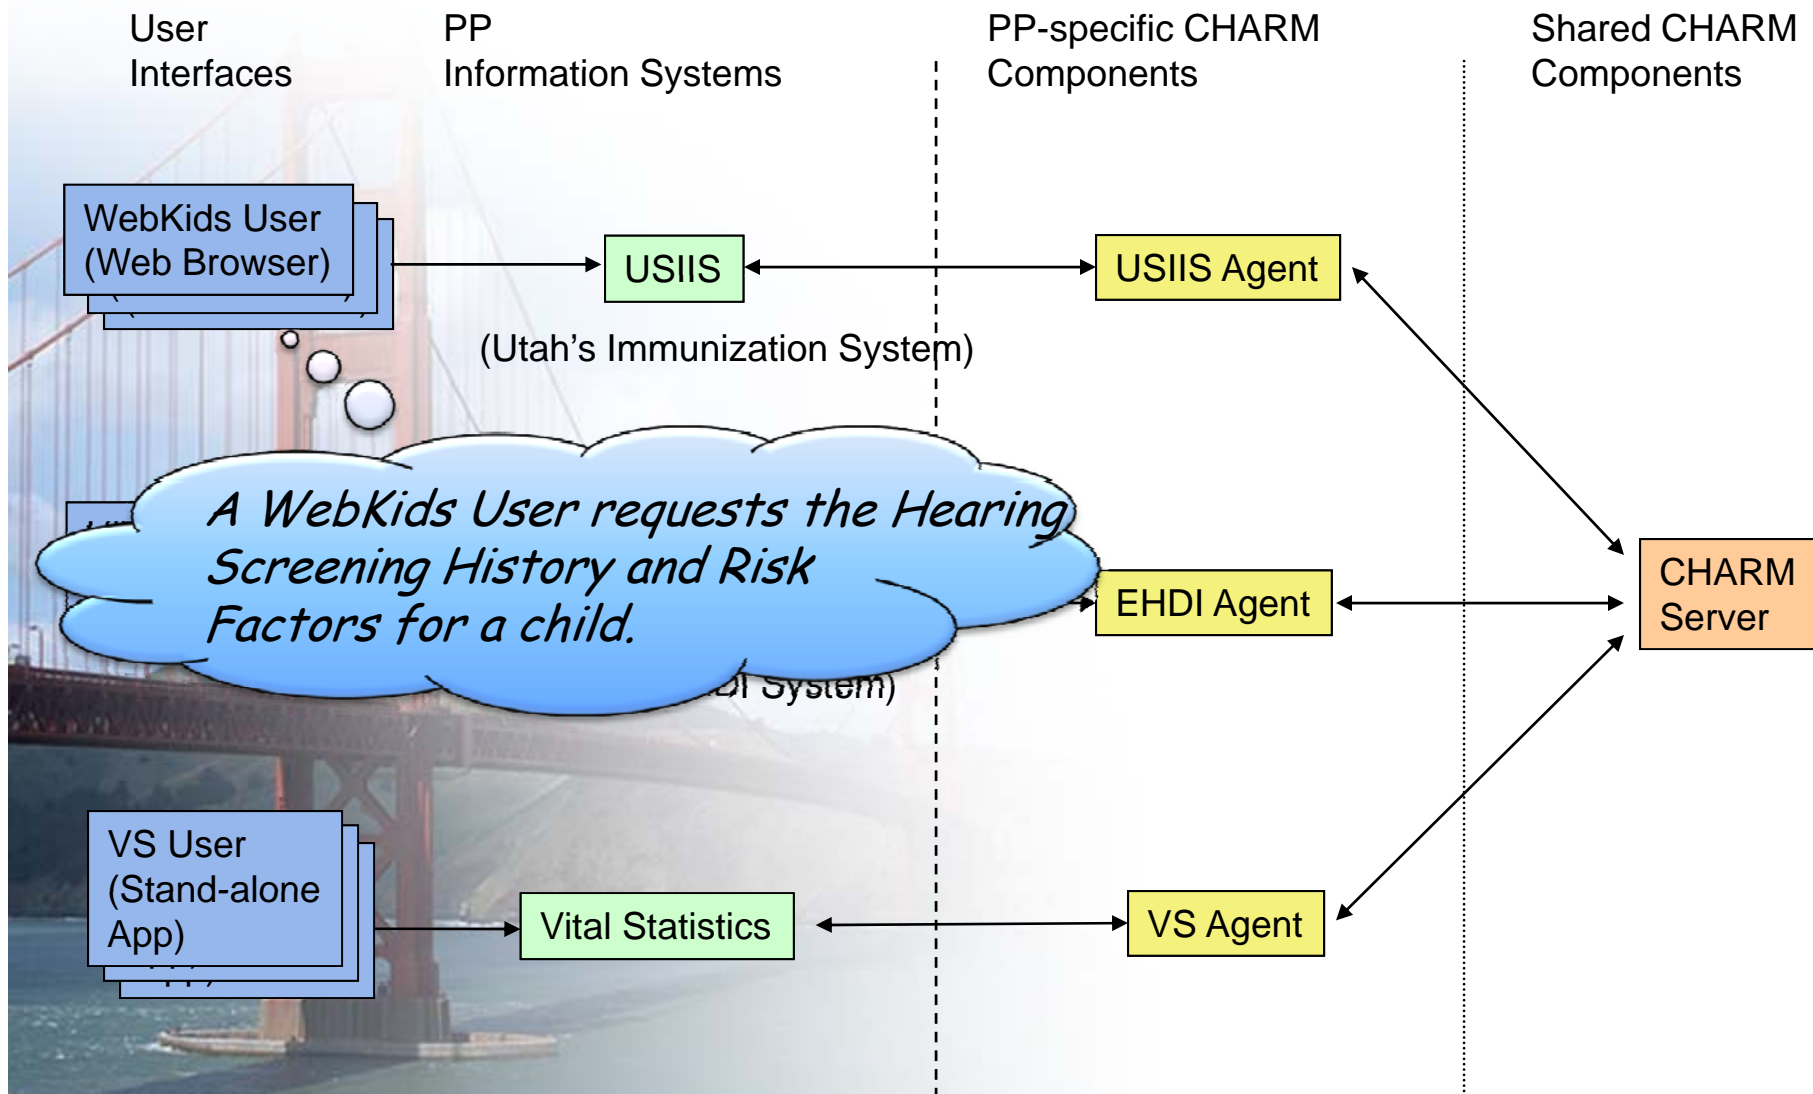 User
Interfaces
PP
Information Systems
PP-specific CHARM
Components
Shared CHARM
Components
WebKids User
(Web Browser)
USIIS
USIIS Agent
(Utah's Immunization System)
A WebKids User requests the Hearing
Screening History and Risk
Factors for a child.
EHDI Agent
CHARM
Server
DI System)
VS User
(Stand-alone
App)
Vital Statistics
VS Agent